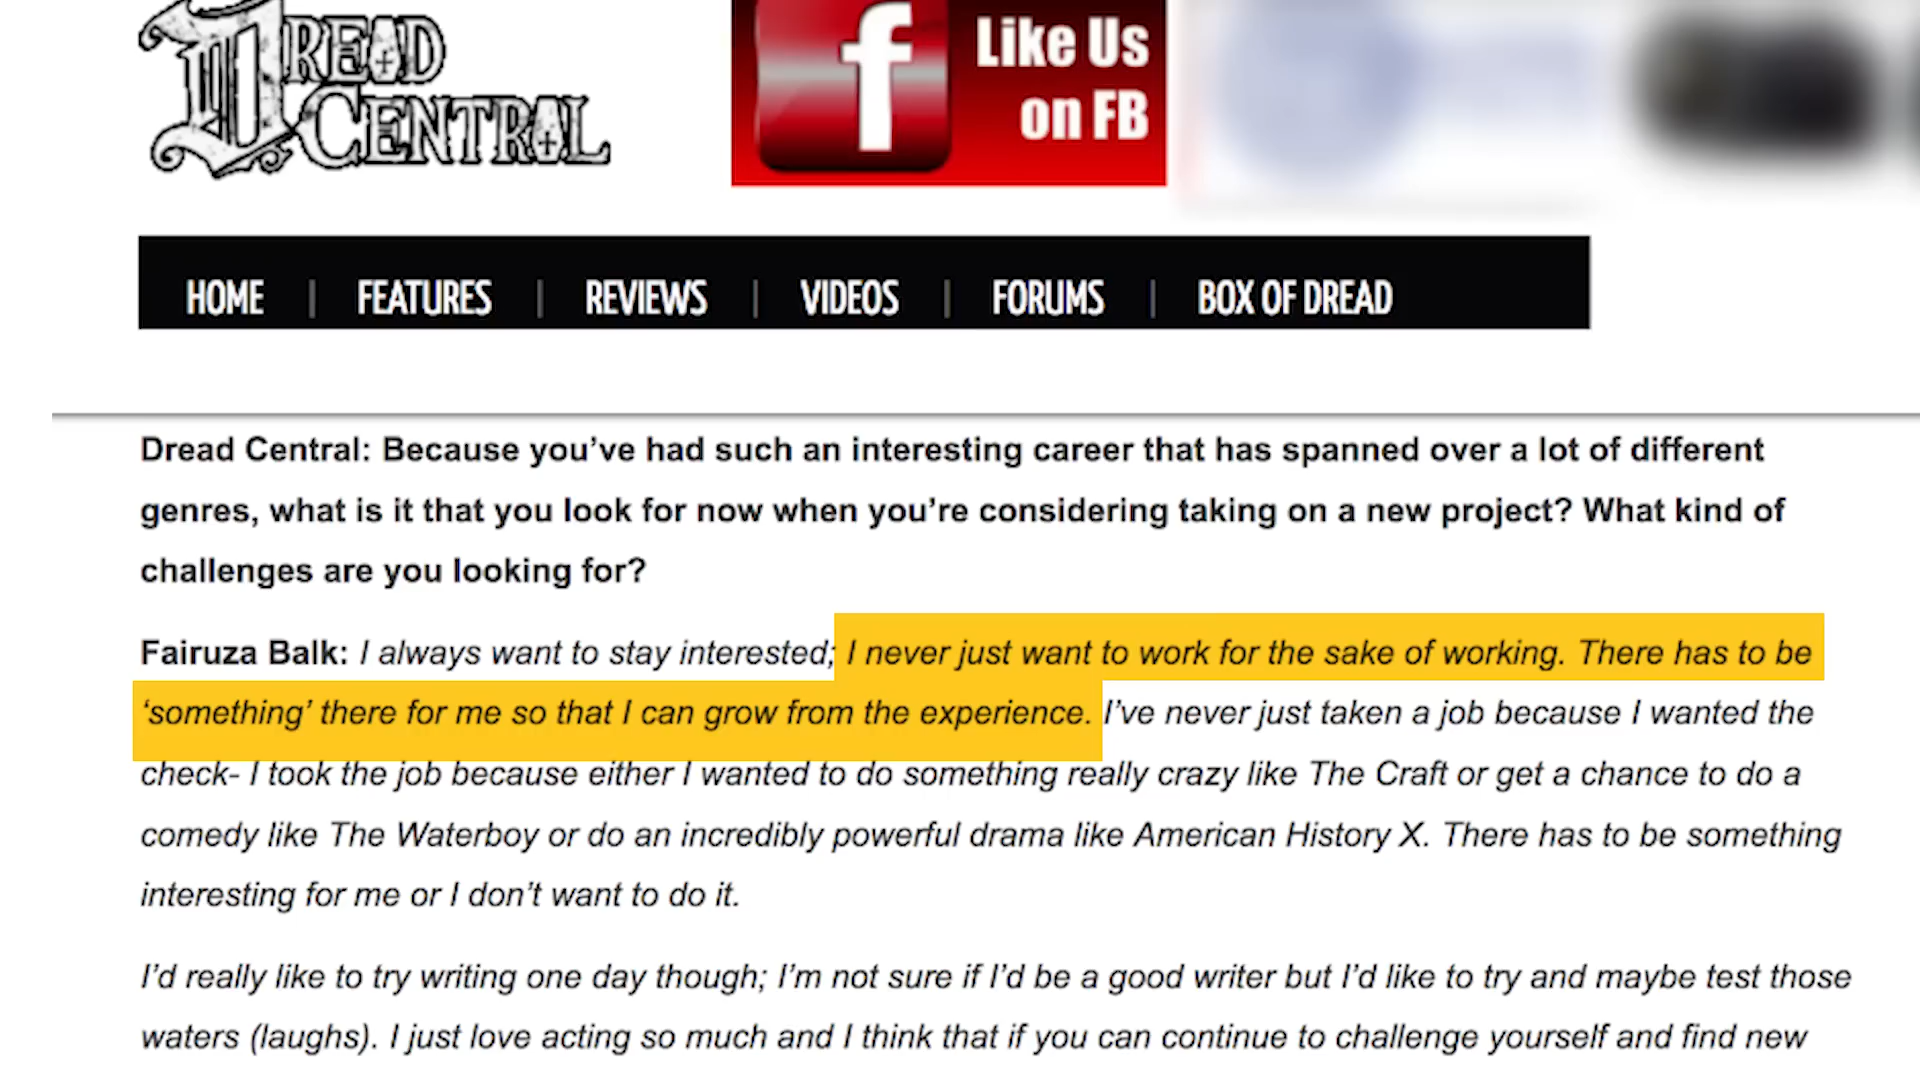 DREAD
CENTRAL
f
Like Us
on FB
HOME | FEATURES | REVIEWS | VIDEOS | FORUMS | BOX OF DREAD
Dread Central: Because you’ve had such an interesting career that has spanned over a lot of different
genres, what is it that you look for now when you’re considering taking on a new project? What kind of
challenges are you looking for?
Fairuza Balk: I always want to stay interested; I never just want to work for the sake of working. There has to be
‘something’ there for me so that I can grow from the experience. I’ve never just taken a job because I wanted the
check- I took the job because either I wanted to do something really crazy like The Craft or get a chance to do a
comedy like The Waterboy or do an incredibly powerful drama like American History X. There has to be something
interesting for me or I don’t want to do it.
I’d really like to try writing one day though; I’m not sure if I’d be a good writer but I’d like to try and maybe test those
waters (laughs). I just love acting so much and I think that if you can continue to challenge yourself and find new